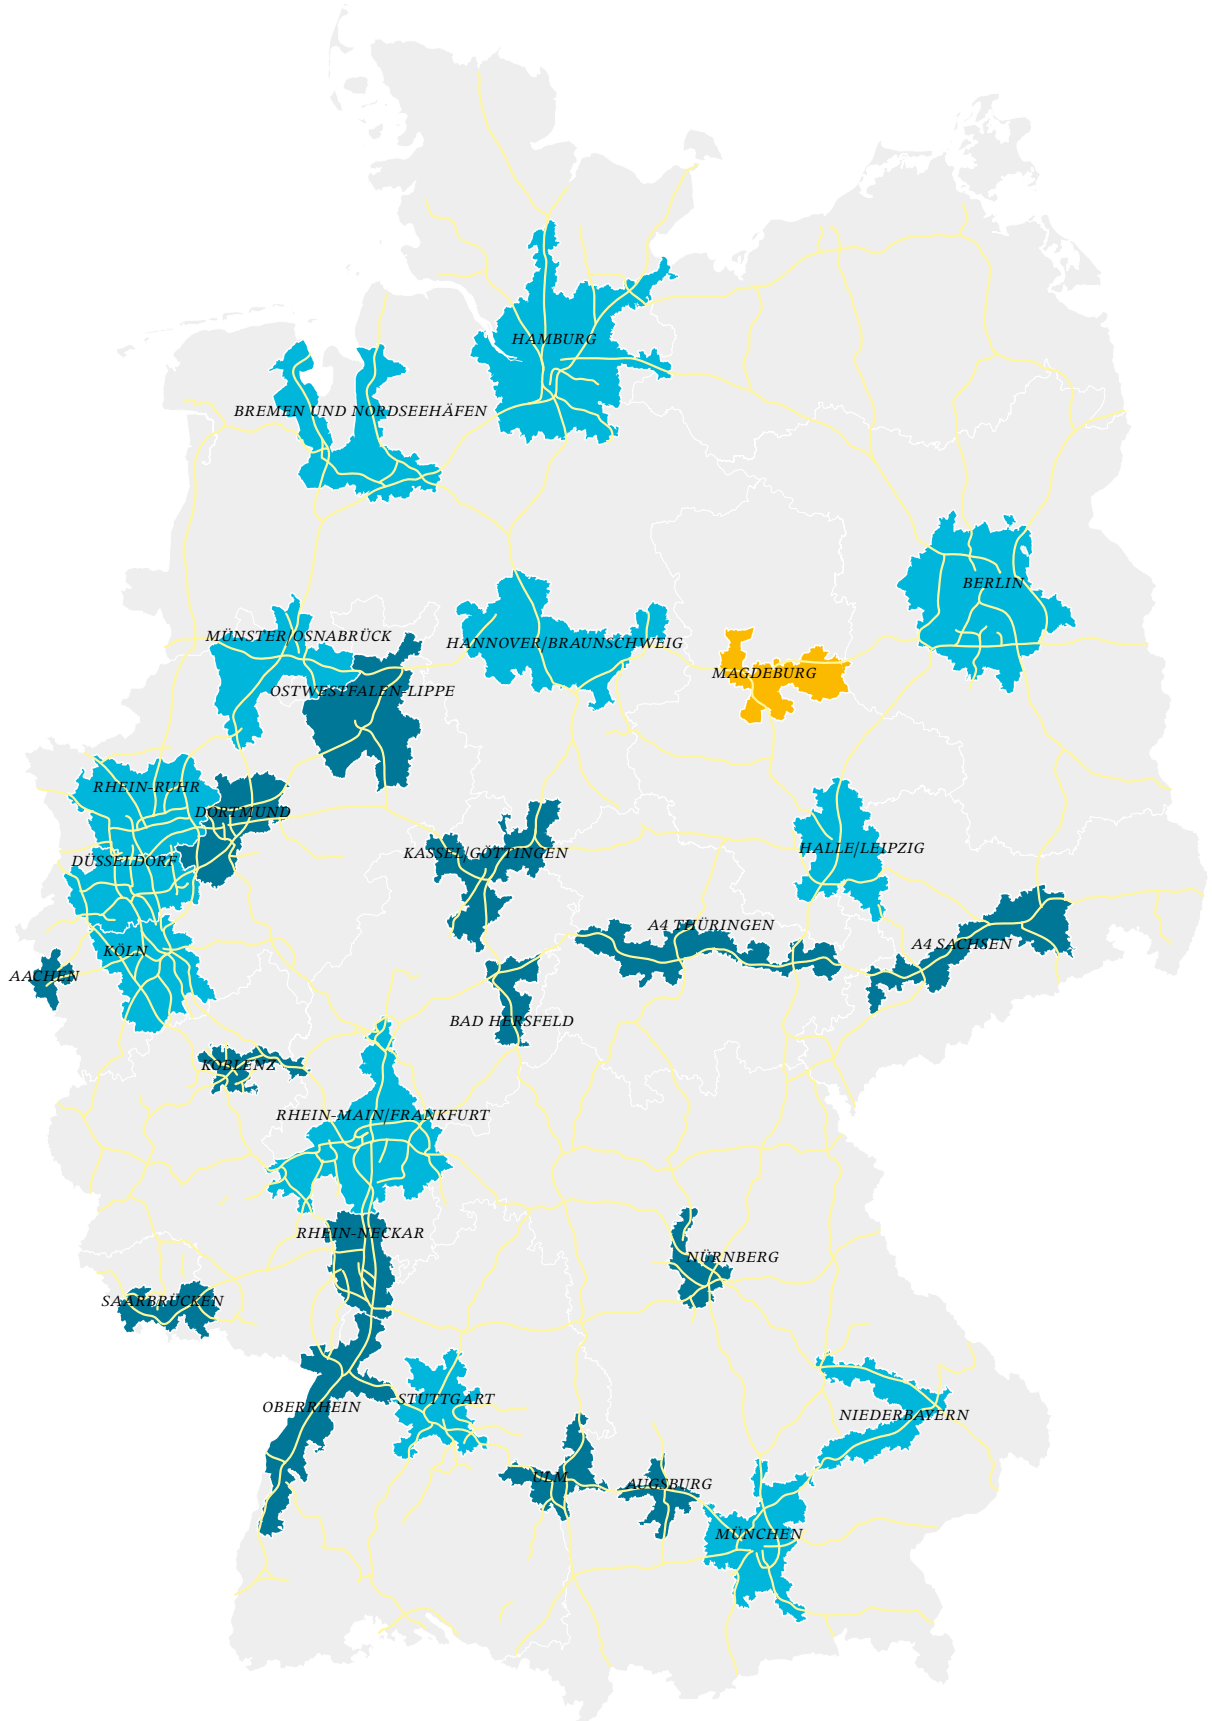 HAMBURG
BREMEN UND NORDSEEHÄFEN
BERLIN
MÜNSTER/OSNABRÜCK
HANNOVER/BRAUNSCHWEIG
MAGDEBURG
OSTWESTFALEN-LIPPE
RHEIN-RUHR
DORTMUND
HALLE/LEIPZIG
KASSEL/GÖTTINGEN
DÜSSELDORF
A4 THÜRINGEN
A4 SACHSEN
KÖLN
AACHEN
BAD HERSFELD
KOBLENZ
RHEIN-MAIN/FRANKFURT
RHEIN-NECKAR
NÜRNBERG
SAARBRÜCKEN
STUTTGART
OBERRHEIN
NIEDERBAYERN
ULM
AUGSBURG
MÜNCHEN